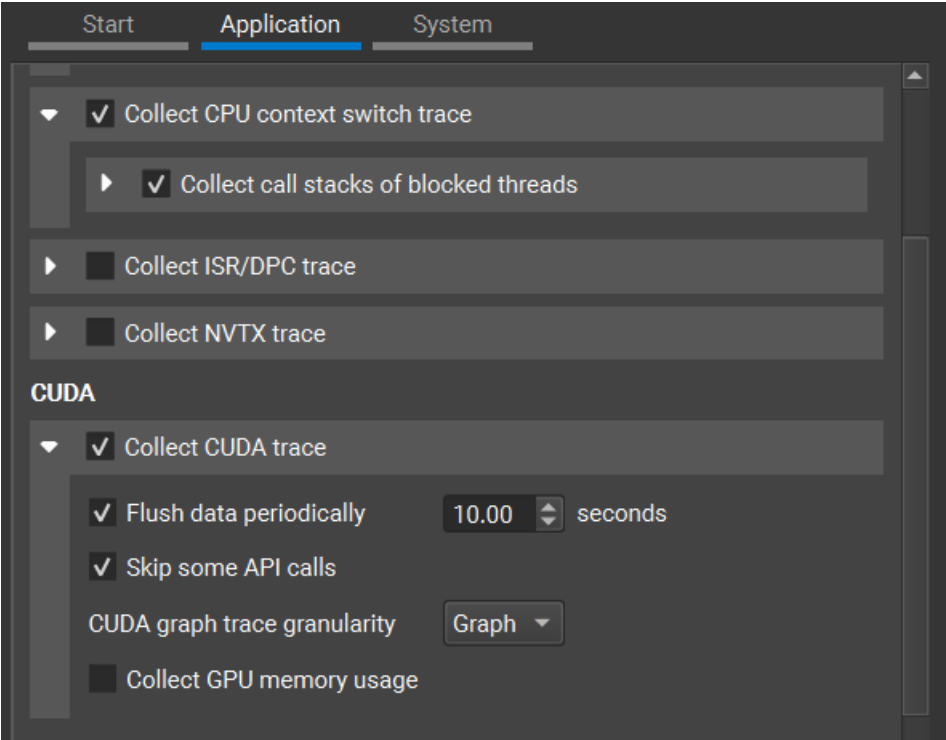 Start Application System
Collect CPU context switch trace
Collect call stacks of blocked threads
Collect ISR/DPC trace
Collect NVTX trace
CUDA
Collect CUDA trace
Flush data periodically 10.00 seconds
Skip some API calls
CUDA graph trace granularity Graph
Collect GPU memory usage